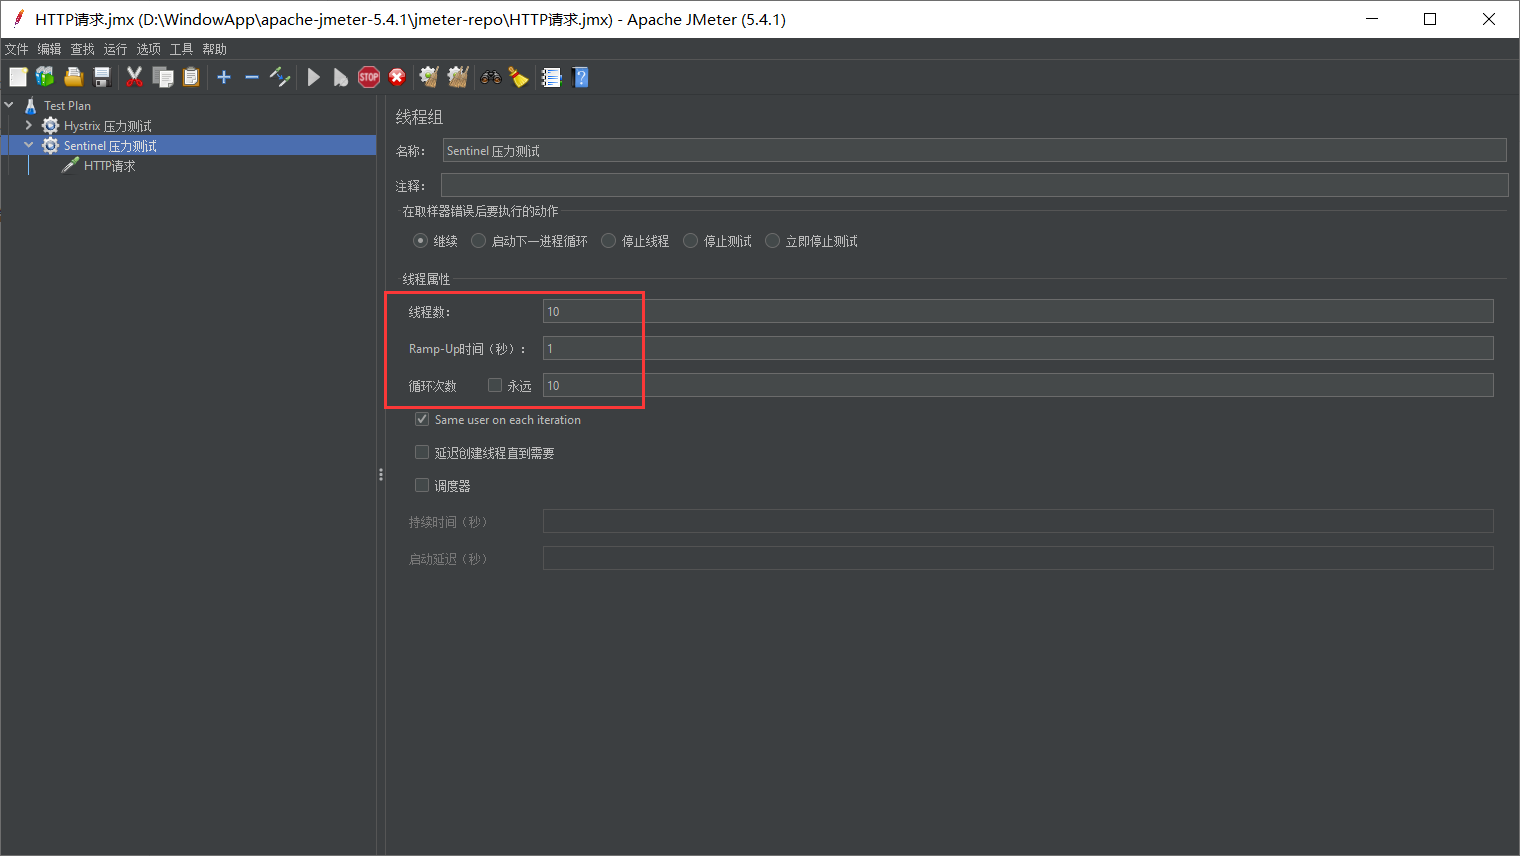 HTTP请求.jmx (D:\WindowApp\apache-jmeter-5.4.1\jmeter-repo\HTTP请求.jmx) - Apache JMeter (5.4.1)
文件 编辑 查找 运行 选项 工具 帮助
STOP
Test Plan
Hystrix 压力测试
Sentinel 压力测试
HTTP请求
线程组
名称： Sentinel 压力测试
注释：
在取样器错误后要执行的动作
继续 启动下一进程循环 停止线程 停止测试 立即停止测试
线程属性
线程数： 10
Ramp-Up时间（秒）： 1
循环次数 永远 10
Same user on each iteration
延迟创建线程直到需要
调度器
持续时间（秒）
启动延迟（秒）